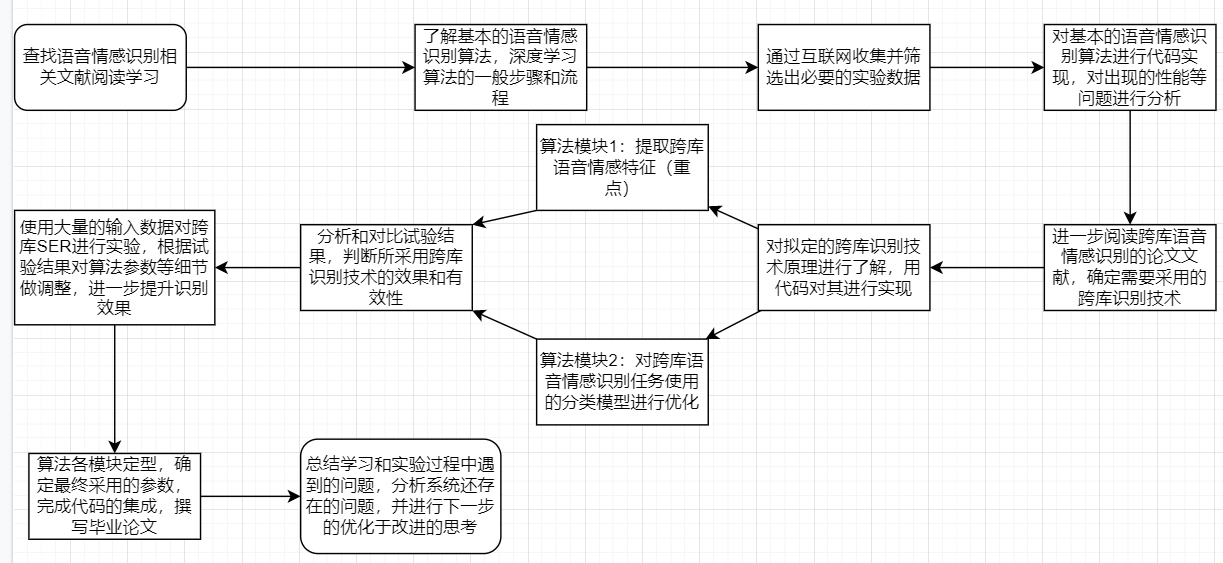 查找语音情感识别相
关文献阅读学习
了解基本的语音情感
识别算法，深度学习
算法的一般步骤和流
程
通过互联网收集并筛
选出必要的实验数据
对基本的语音情感识
别算法进行代码实
现，对出现的性能等
问题进行分析
进一步阅读跨库语音
情感识别的论文文
献，确定需要采用的
跨库识别技术
对拟定的跨库识别技
术原理进行了解，用
代码对其进行实现
算法模块1：提取跨库
语音情感特征（重
点）
算法模块2：对跨库语
音情感识别任务使用
的分类模型进行优化
分析和对比试验结
果，判断所采用跨库
识别技术的效果和有
效性
使用大量的输入数据对跨
库SER进行实验，根据试
验结果对算法参数等细节
做调整，进一步提升识别
效果
算法各模块定型，确
定最终采用的参数，
完成代码的集成，撰
写毕业论文
总结学习和实验过程中遇
到的问题，分析系统还存
在的问题，并进行下一步
的优化于改进的思考